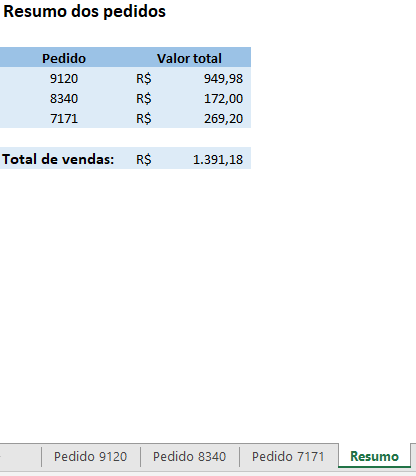 Resumo dos pedidos
Pedido Valor total
9120 R$ 949,98
8340 R$ 172,00
7171 R$ 269,20
Total de vendas: R$ 1.391,18
Pedido 9120 Pedido 8340 Pedido 7171 Resumo